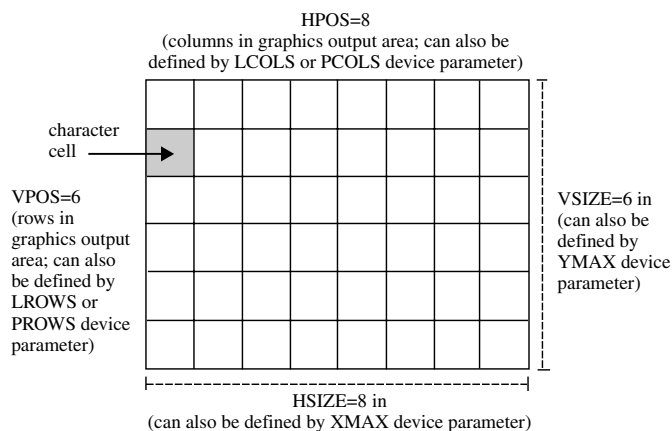 HPOS=8
(columns in graphics output area; can also be
defined by LCOLS or PCOLS device parameter)
character
cell
VPOS=6
(rows in
graphics output
area; can also
be defined by
LROWS or
PROWS device
parameter)
VSIZE=6 in
(can also be
defined by
YMAX device
parameter)
HSIZE=8 in
(can also be defined by XMAX device parameter)